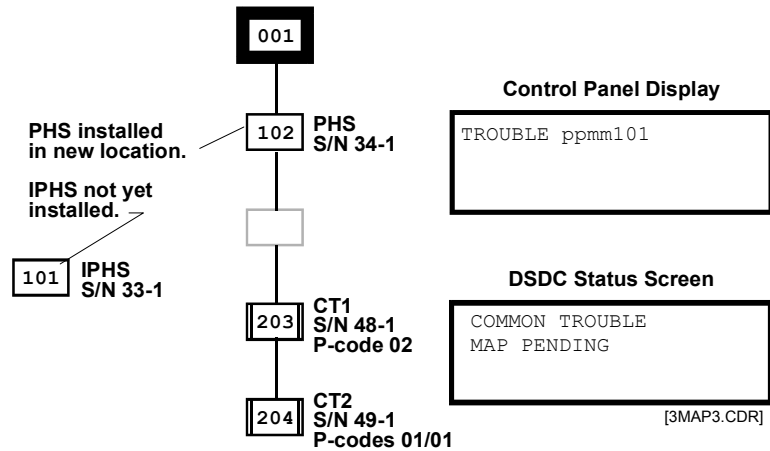 001
PHS installed
in new location.
102
PHS
S/N 34-1
IPHS not yet
installed.
101
IPHS
S/N 33-1
203
CT1
S/N 48-1
P-code 02
204
CT2
S/N 49-1
P-codes 01/01
Control Panel Display
TROUBLE ppmm101
DSDC Status Screen
COMMON TROUBLE
MAP PENDING
[3MAP3.CDR]